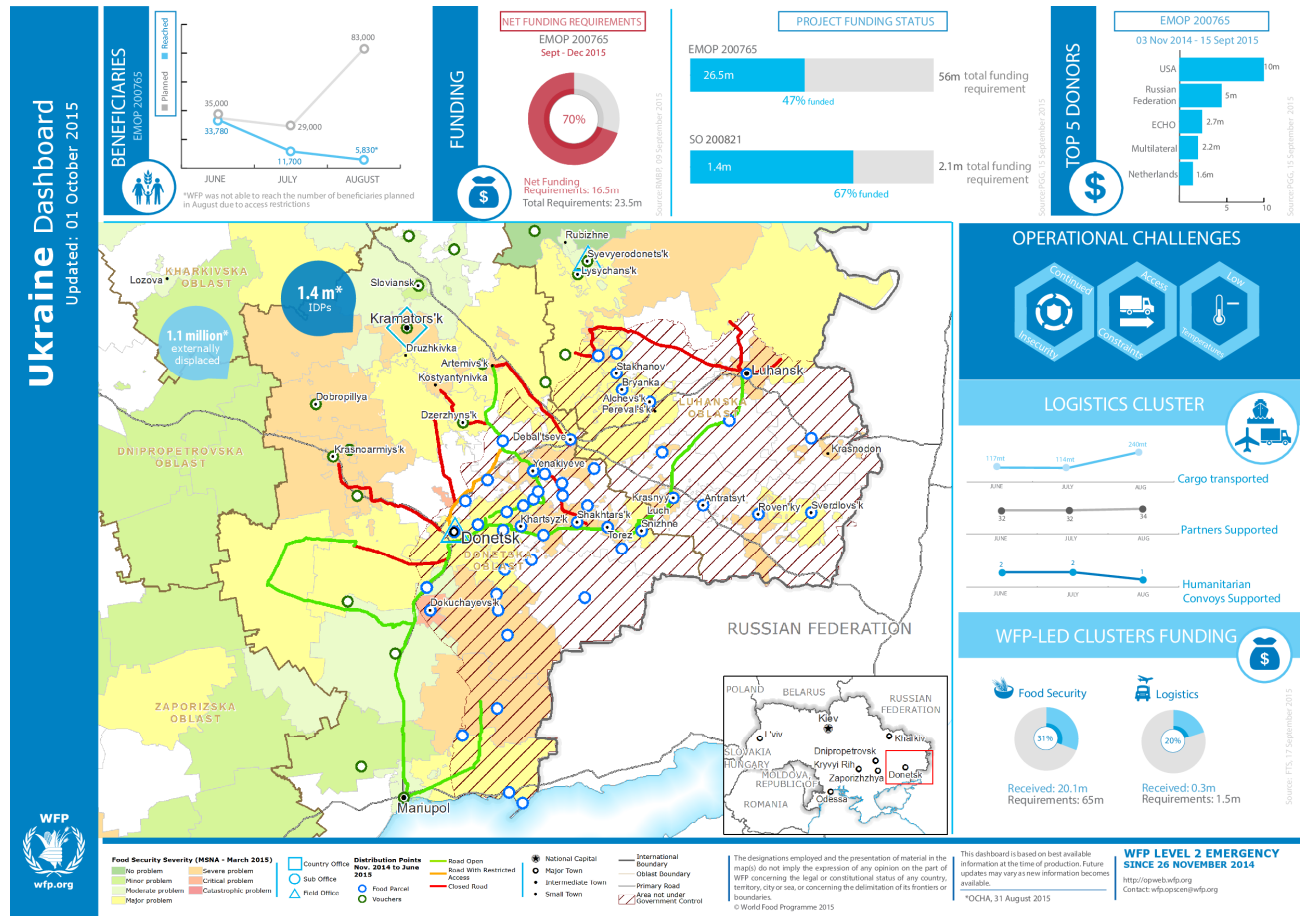 Ukraine Dashboard
Updated: 01 October 2015
BENEFICIARIES
EMOP 200765
Planned
Reached
83,000
35,000
33,780
29,000
11,700
5,830*
JUNE
JULY
AUGUST
*WFP was not able to reach the number of beneficiaries planned
in August due to access restrictions
FUNDING
NET FUNDING REQUIREMENTS
EMOP 200765
Sept - Dec 2015
70%
Net Funding
Requirements: 16.5m
Total Requirements: 23.5m
Source:RMBP, 09 September 2015
PROJECT FUNDING STATUS
EMOP 200765
26.5m
47% funded
56m total funding
requirement
SO 200821
1.4m
67% funded
2.1m total funding
requirement
Source:PGG, 15 September 2015
TOP 5 DONORS
EMOP 200765
03 Nov 2014 - 15 Sept 2015
USA
10m
Russian
Federation
5m
ECHO
2.7m
Multilateral
2.2m
Netherlands
1.6m
5
10
Source:PGG, 15 September 2015
Rubizhne
Syevyerodonets'k
Lysychans'k
KHARKIVSKA
OBLAST
Lozova
Sloviansk
1.4 m*
IDPs
Kramators'k
1.1 million*
externally
displaced
Druzhkivka
Artemivs'k
Kostyantynivka
Stakhanov
Luhansk
Bryanka
Dobropillya
Alchevs'k
Pereval's'k
LUHANSKA
OBLAST
Dzerzhyns'k
Debal'tseve
Krasnodon
Krasnoarmiys'k
DNIPROPETROVSKA
OBLAST
Yenakiyeve
Krasnyy
Luch
Antratsyt
Roven'ky
Sverdlovs'k
Khartsyz'k
Shakhtars'k
Snizhne
Torez
Donetsk
DONETSKA
OBLAST
Dokuchayevs'k
RUSSIAN FEDERATION
ZAPORIZSKA
OBLAST
Mariupol
POLAND
BELARUS
RUSSIAN
FEDERATION
Kiev
L'viv
Kharkiv
SLOVAKIA
HUNGARY
Dnipropetrovsk
Kryvyi Rih
Donetsk
MOLDOVA,
REPUBLIC OF
Zaporizhzhya
ROMANIA
Odessa
OPERATIONAL CHALLENGES
Continued
Insecurity
Access
Constraints
Low
Temperatures
LOGISTICS CLUSTER
117mt
114mt
240mt
JUNE
JULY
AUG
Cargo transported
32
32
34
JUNE
JULY
AUG
Partners Supported
2
2
1
JUNE
JULY
AUG
Humanitarian
Convoys Supported
WFP-LED CLUSTERS FUNDING
Food Security
31%
Received: 20.1m
Requirements: 65m
Logistics
20%
Received: 0.3m
Requirements: 1.5m
Source: FTS, 17 September 2015
WFP
wfp.org
Food Security Severity (MSNA - March 2015)
No problem
Minor problem
Moderate problem
Major problem
Severe problem
Critical problem
Catastrophic problem
Country Office
Sub Office
Field Office
Distribution Points
Nov. 2014 to June
2015
Food Parcel
Vouchers
Road Open
Road With Restricted
Access
Closed Road
National Capital
Major Town
Intermediate Town
Small Town
International
Boundary
Oblast Boundary
Primary Road
Area not under
Government Control
The designations employed and the presentation of material in the
map(s) do not imply the expression of any opinion on the part of
WFP concerning the legal or constitutional status of any country,
territory, city or sea, or concerning the delimitation of its frontiers or
boundaries.
© World Food Programme 2015
This dashboard is based on best available
information at the time of production. Future
updates may vary as new information becomes
available.
*OCHA, 31 August 2015
WFP LEVEL 2 EMERGENCY
SINCE 26 NOVEMBER 2014
http://opweb.wfp.org
Contact: wfp.opscen@wfp.org